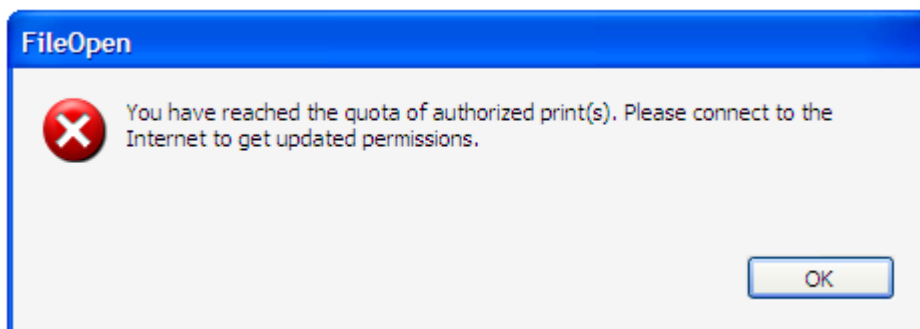 FileOpen
You have reached the quota of authorized print(s). Please connect to the
Internet to get updated permissions.
OK